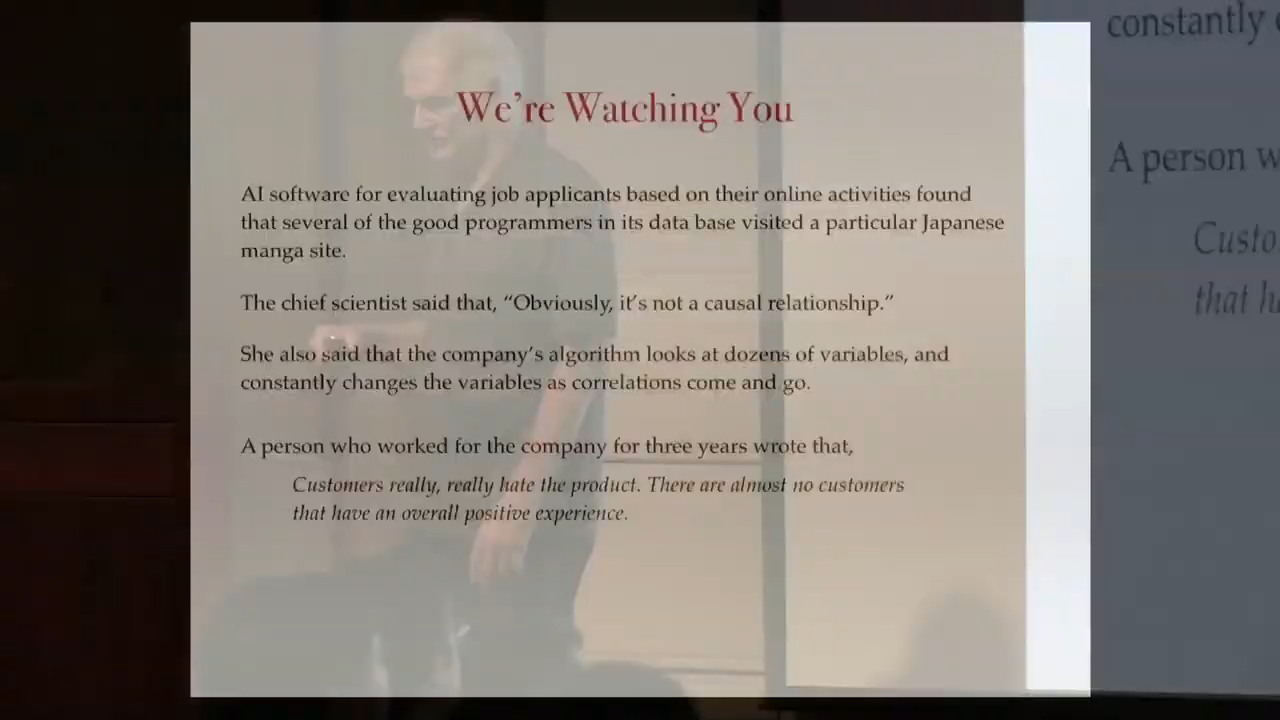 We're Watching You
AI software for evaluating job applicants based on their online activities found
that several of the good programmers in its data base visited a particular Japanese
manga site.
The chief scientist said that, "Obviously, it's not a causal relationship."
She also said that the company's algorithm looks at dozens of variables, and
constantly changes the variables as correlations come and go.
A person who worked for the company for three years wrote that,
Customers really, really hate the product. There are almost no customers
that have an overall positive experience.
constantly
A person